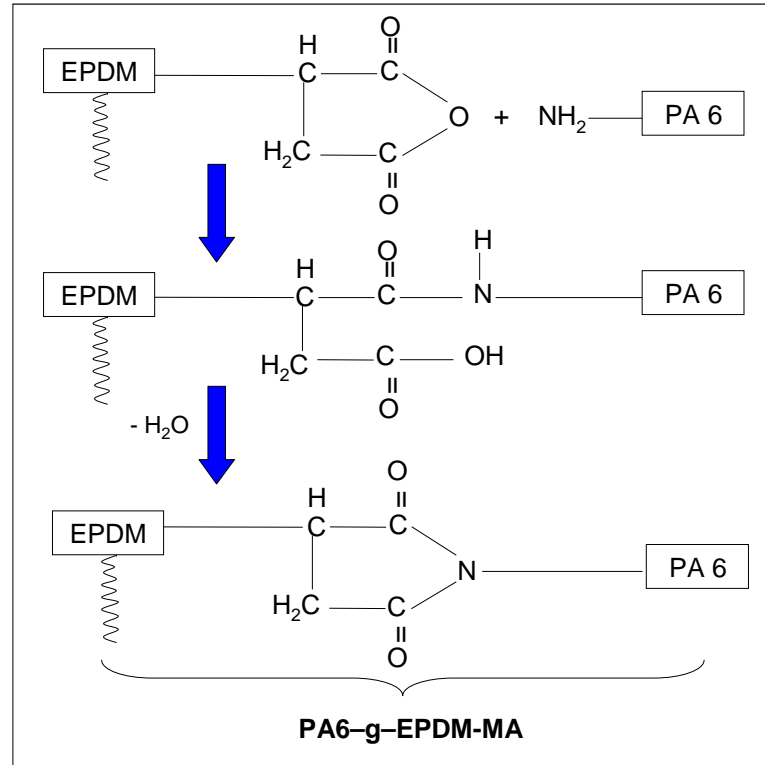 O
H
EPDM C C
O + NH₂ PA 6
H₂C C
O
O H
H
EPDM C C N PA 6
H₂C C OH
O
- H₂O
O
H
EPDM C C
N PA 6
H₂C C
O
PA6–g–EPDM-MA